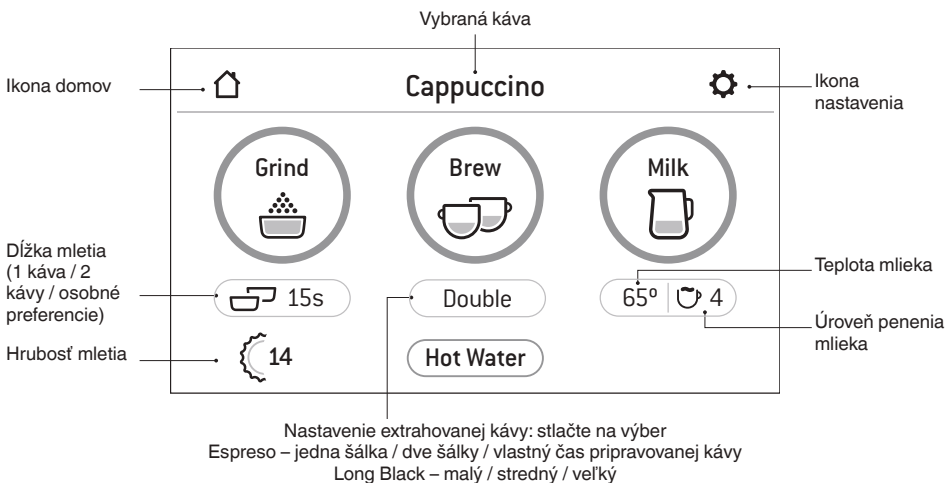 Vybraná káva
Ikona domov
Cappuccino
Ikona
nastavenia
Grind
Brew
Milk
Dĺžka mletia
(1 káva / 2
kávy / osobné
preferencie)
15s
Double
65º
4
Teplota mlieka
Úroveň penenia
mlieka
Hrubosť mletia
14
Hot Water
Nastavenie extrahovanej kávy: stlačte na výber
Espreso – jedna šálka / dve šálky / vlastný čas pripravovanej kávy
Long Black – malý / stredný / veľký